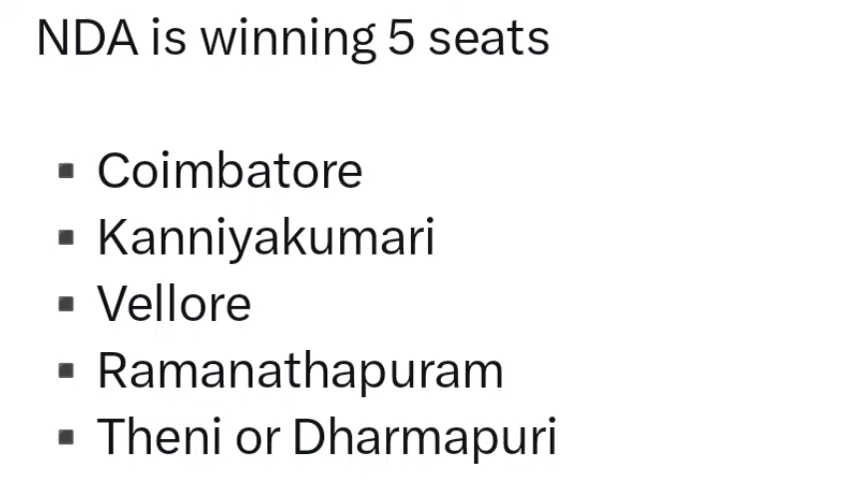 NDA is winning 5 seats
▪ Coimbatore
▪ Kanniyakumari
▪ Vellore
▪ Ramanathapuram
▪ Theni or Dharmapuri